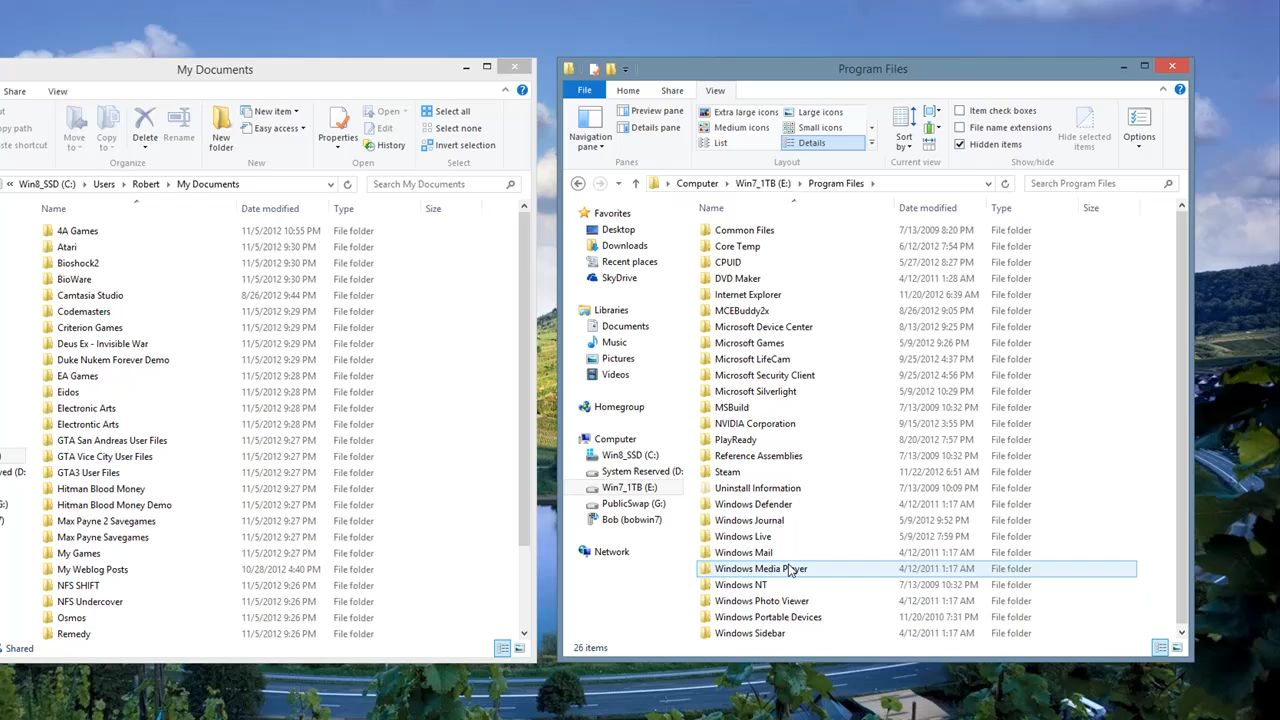 My Documents
Share View
Move to
Copy to
Delete
Rename
New folder
New item
Easy access
Properties
Open
Edit
History
Select all
Select none
Invert selection
Organize New Open Select
« Win8_SSD (C:) Users Robert My Documents
Search My Documents
Name Date modified Type Size
4A Games 11/5/2012 10:55 PM File folder
Atari 11/5/2012 9:30 PM File folder
Bioshock2 11/5/2012 9:30 PM File folder
BioWare 11/5/2012 9:30 PM File folder
Camtasia Studio 8/26/2012 9:44 PM File folder
Codemasters 11/5/2012 9:29 PM File folder
Criterion Games 11/5/2012 9:29 PM File folder
Deus Ex - Invisible War 11/5/2012 9:29 PM File folder
Duke Nukem Forever Demo 11/5/2012 9:28 PM File folder
EA Games 11/5/2012 9:28 PM File folder
Eidos 11/5/2012 9:28 PM File folder
Electronic Arts 11/5/2012 9:28 PM File folder
Electronic Arts 11/5/2012 9:28 PM File folder
GTA San Andreas User Files 11/5/2012 9:27 PM File folder
GTA Vice City User Files 11/5/2012 9:27 PM File folder
GTA3 User Files 11/5/2012 9:27 PM File folder
Hitman Blood Money 11/5/2012 9:27 PM File folder
Hitman Blood Money Demo 11/5/2012 9:27 PM File folder
Max Payne 2 Savegames 11/5/2012 9:27 PM File folder
Max Payne Savegames 11/5/2012 9:27 PM File folder
My Games 11/5/2012 9:27 PM File folder
My Weblog Posts 10/28/2012 4:40 PM File folder
NFS SHIFT 11/5/2012 9:26 PM File folder
NFS Underground 11/5/2012 9:26 PM File folder
Osmos 11/5/2012 9:26 PM File folder
Remedy 11/5/2012 9:26 PM File folder
Shared
Program Files
File Home Share View
Navigation pane
Preview pane
Details pane
Extra large icons Large icons
Medium icons Small icons
List Details
Sort by
Item check boxes
File name extensions
Hidden items
Hide selected items
Options
Panes Layout Current view Show/hide
Computer Win7_1TB (E:) Program Files
Search Program Files
Favorites
Desktop
Downloads
Recent places
SkyDrive
Libraries
Documents
Music
Pictures
Videos
Homegroup
Computer
Win8_SSD (C:)
System Reserved (D:
Win7_1TB (E:)
PublicSwap (G:)
Bob (bobwin7)
Network
Name Date modified Type Size
Common Files 7/13/2009 8:20 PM File folder
Core Temp 6/12/2012 7:54 PM File folder
CPUID 5/27/2012 8:27 PM File folder
DVD Maker 4/12/2011 1:28 AM File folder
Internet Explorer 11/20/2012 6:39 AM File folder
MCEBuddy2x 8/26/2012 9:05 PM File folder
Microsoft Device Center 8/13/2012 9:25 PM File folder
Microsoft Games 5/9/2012 9:26 PM File folder
Microsoft LifeCam 9/25/2012 4:37 PM File folder
Microsoft Security Client 9/25/2012 4:56 PM File folder
Microsoft Silverlight 5/9/2012 10:29 PM File folder
MSBuild 7/13/2009 10:32 PM File folder
NVIDIA Corporation 9/15/2012 3:55 PM File folder
PlayReady 8/20/2012 7:57 PM File folder
Reference Assemblies 7/13/2009 10:32 PM File folder
Steam 11/22/2012 6:51 AM File folder
Uninstall Information 7/13/2009 10:09 PM File folder
Windows Defender 4/12/2011 1:17 AM File folder
Windows Journal 5/9/2012 9:52 PM File folder
Windows Live 5/9/2012 7:59 PM File folder
Windows Mail 4/12/2011 1:17 AM File folder
Windows Media Player 4/12/2011 1:17 AM File folder
Windows NT 7/13/2009 10:32 PM File folder
Windows Photo Viewer 4/12/2011 1:17 AM File folder
Windows Portable Devices 11/20/2010 7:31 PM File folder
Windows Sidebar 4/12/2011 1:17 AM File folder
26 items